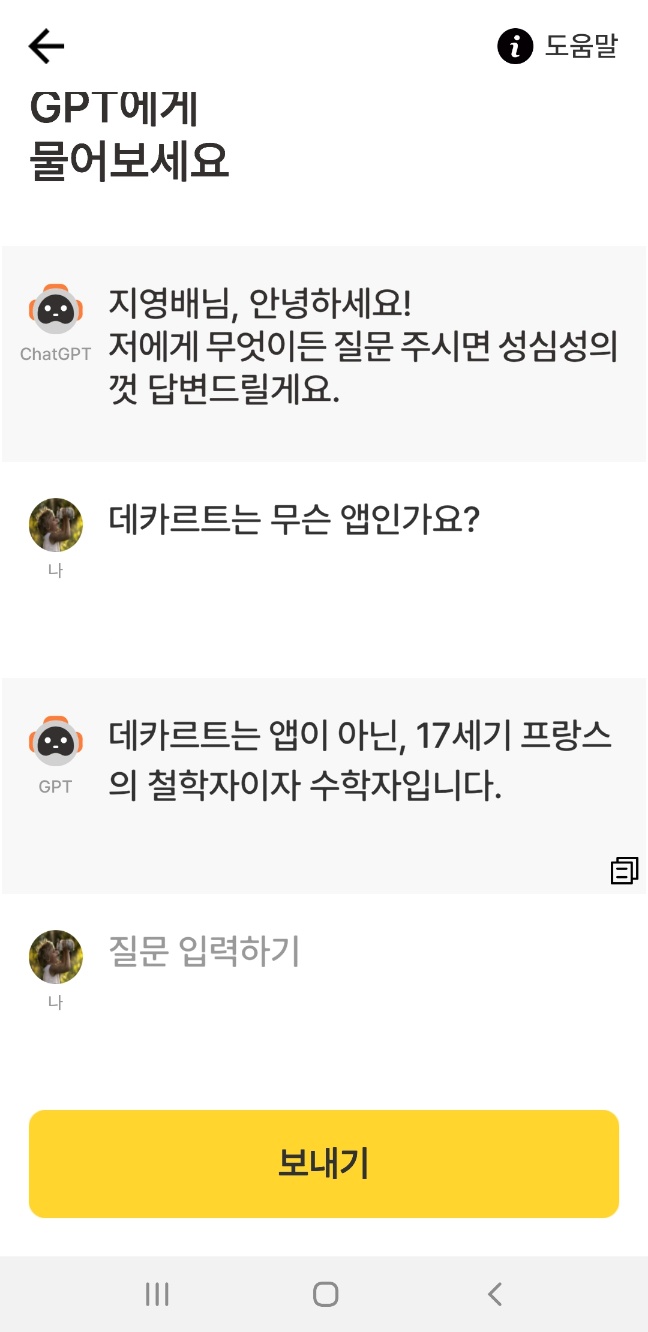 도움말
GPT에게
물어보세요
지영배님, 안녕하세요!
ChatGPT
저에게 무엇이든 질문 주시면 성심성의
껏 답변드릴게요.
데카르트는 무슨 앱인가요?
나
데카르트는 앱이 아닌, 17세기 프랑스
GPT
의 철학자이자 수학자입니다.
질문 입력하기
나
보내기